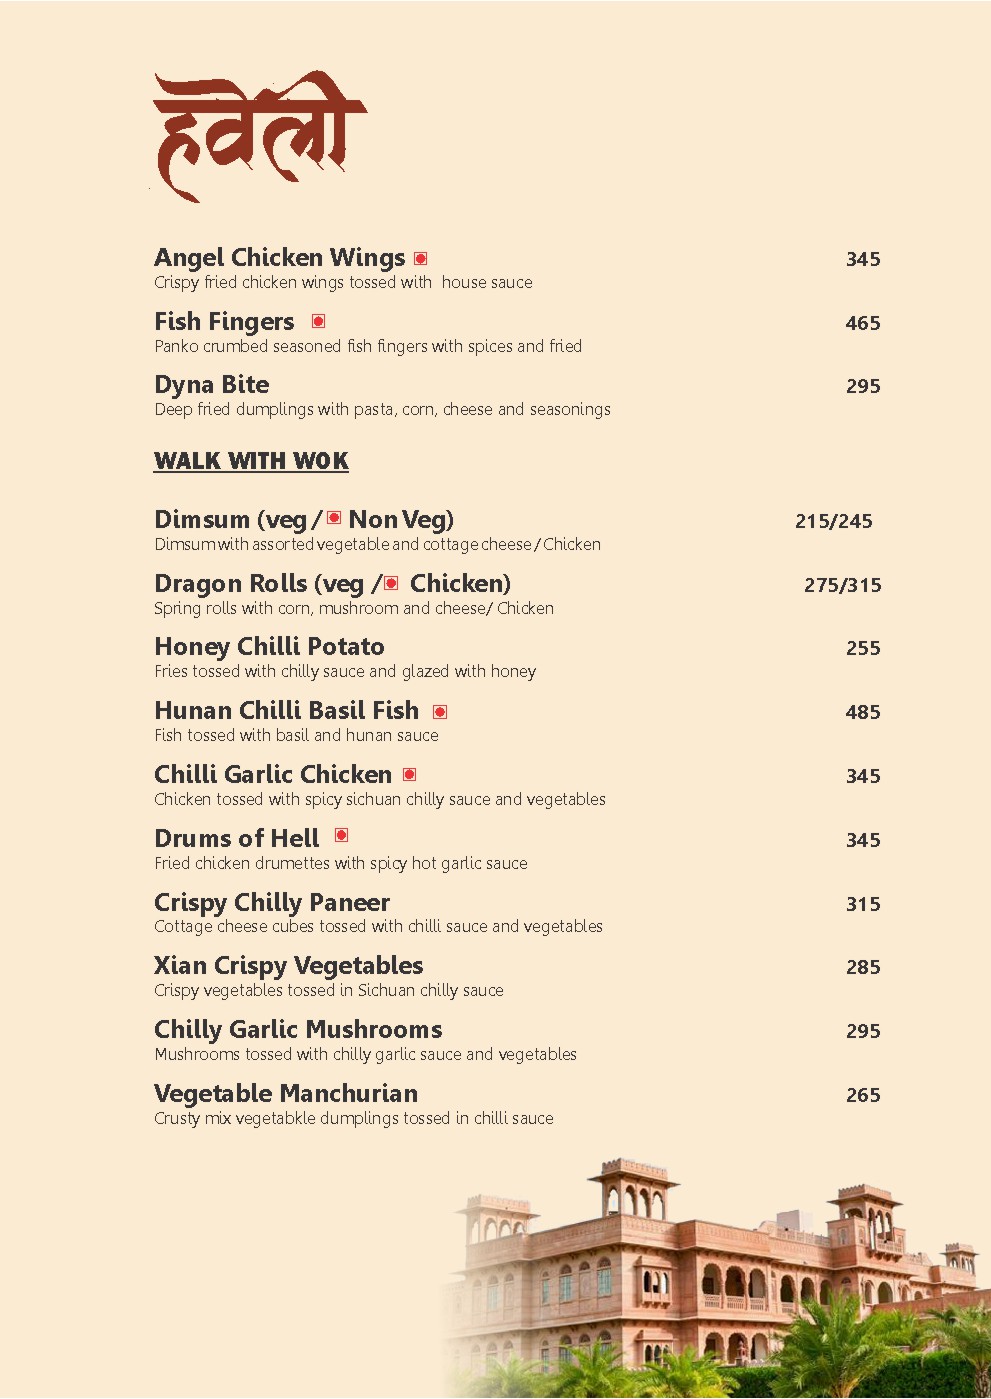 हवेली
Angel Chicken Wings 345
Crispy fried chicken wings tossed with house sauce
Fish Fingers 465
Panko crumbed seasoned fish fingers with spices and fried
Dyna Bite 295
Deep fried dumplings with pasta, corn, cheese and seasonings
WALK WITH WOK
Dimsum (veg / Non Veg) 215/245
Dimsum with assorted vegetable and cottage cheese / Chicken
Dragon Rolls (veg / Chicken) 275/315
Spring rolls with corn, mushroom and cheese/ Chicken
Honey Chilli Potato 255
Fries tossed with chilly sauce and glazed with honey
Hunan Chilli Basil Fish 485
Fish tossed with basil and hunan sauce
Chilli Garlic Chicken 345
Chicken tossed with spicy sichuan chilly sauce and vegetables
Drums of Hell 345
Fried chicken drumettes with spicy hot garlic sauce
Crispy Chilly Paneer 315
Cottage cheese cubes tossed with chilli sauce and vegetables
Xian Crispy Vegetables 285
Crispy vegetables tossed in Sichuan chilly sauce
Chilly Garlic Mushrooms 295
Mushrooms tossed with chilly garlic sauce and vegetables
Vegetable Manchurian 265
Crusty mix vegetabkle dumplings tossed in chilli sauce